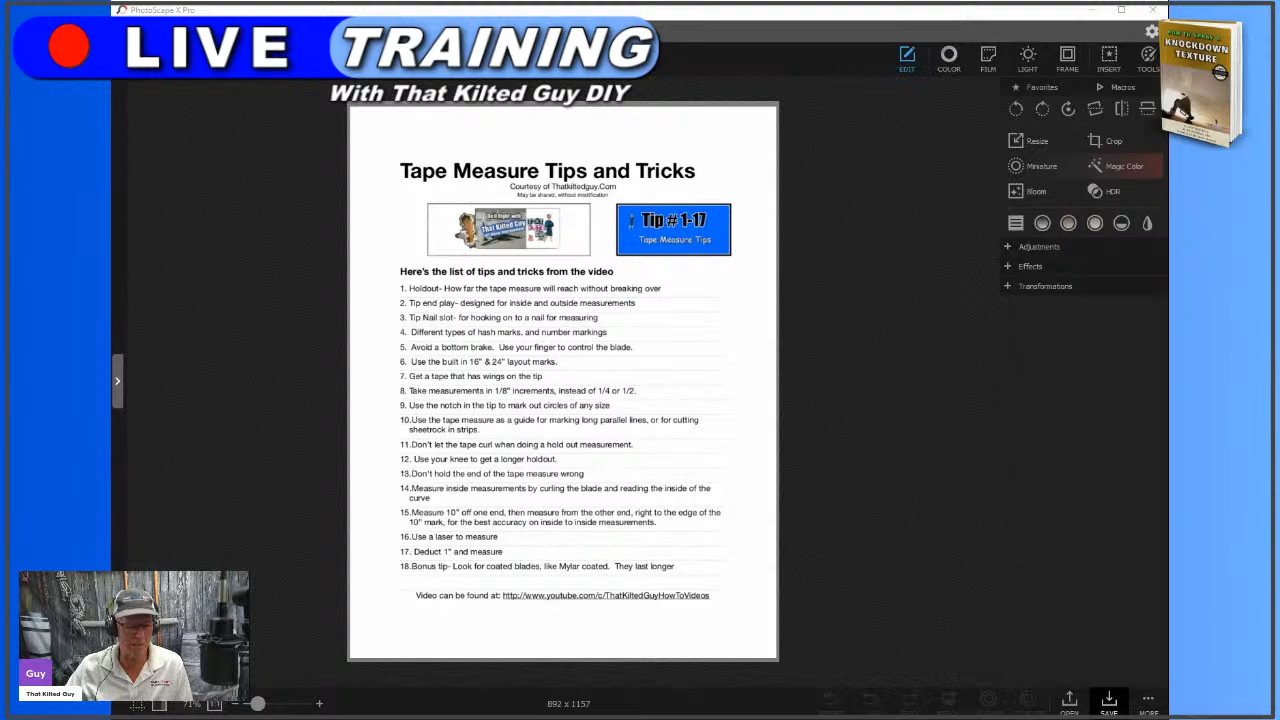 PhotoScape X Pro
LIVE TRAINING
With That Kilted Guy DIY
HOW TO SPRAY A
KNOCKDOWN
TEXTURE
EDIT COLOR FILM LIGHT FRAME INSERT TOOLS
Favorites Macros
Resize Crop
Miniature Magic Color
Bloom HDR
Adjustments
Effects
Transformations
Tape Measure Tips and Tricks
Courtesy of Thatkiltedguy.Com
May be shared, without modification
That Kilted Guy
Tip # 1-17
Tape Measure Tips
Here's the list of tips and tricks from the video
1. Holdout- How far the tape measure will reach without breaking over
2. Tip end play- designed for inside and outside measurements
3. Tip Nail slot- for hooking on to a nail for measuring
4. Different types of hash marks, and number markings
5. Avoid a bottom brake. Use your finger to control the blade.
6. Use the built in 16" & 24" layout marks.
7. Get a tape that has wings on the tip
8. Take measurements in 1/8" increments, instead of 1/4 or 1/2.
9. Use the notch in the tip to mark out circles of any size
10.Use the tape measure as a guide for marking long parallel lines, or for cutting
sheetrock in strips.
11.Don't let the tape curl when doing a hold out measurement.
12. Use your knee to get a longer holdout.
13.Don't hold the end of the tape measure wrong
14.Measure inside measurements by curling the blade and reading the inside of the
curve
15.Measure 10" off one end, then measure from the other end, right to the edge of the
10" mark, for the best accuracy on inside to inside measurements.
16.Use a laser to measure
17. Deduct 1" and measure
18.Bonus tip- Look for coated blades, like Mylar coated. They last longer
Video can be found at: http://www.youtube.com/c/ThatKiltedGuyHowToVideos
Guy
That Kilted Guy
71% 1:1
892 x 1157
OPEN SAVE MORE